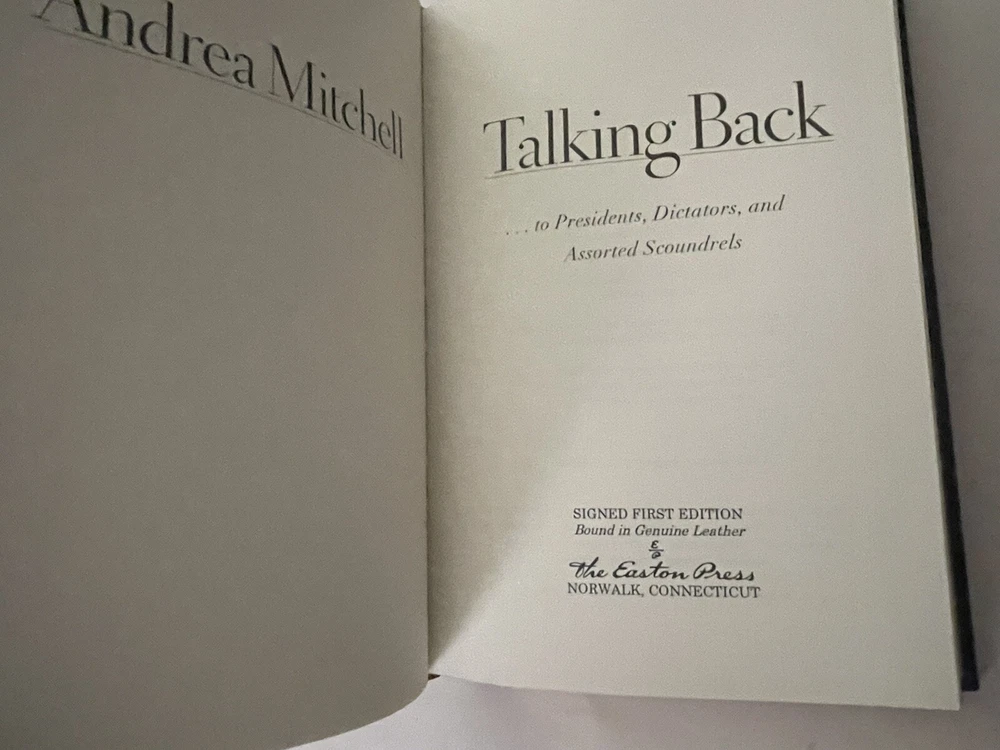 Andrea Mitchell
Talking Back
. . . to Presidents, Dictators, and
Assorted Scoundrels
SIGNED FIRST EDITION
Bound in Genuine Leather
The Easton Press
NORWALK, CONNECTICUT